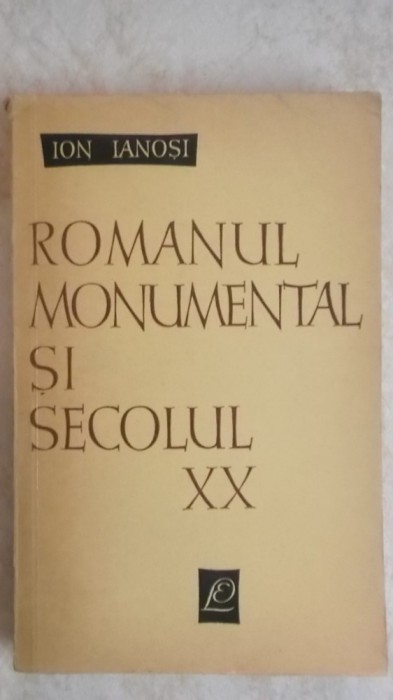 ION IANOȘI
ROMANUL
MONUMENTAL
ȘI
SECOLUL
XX